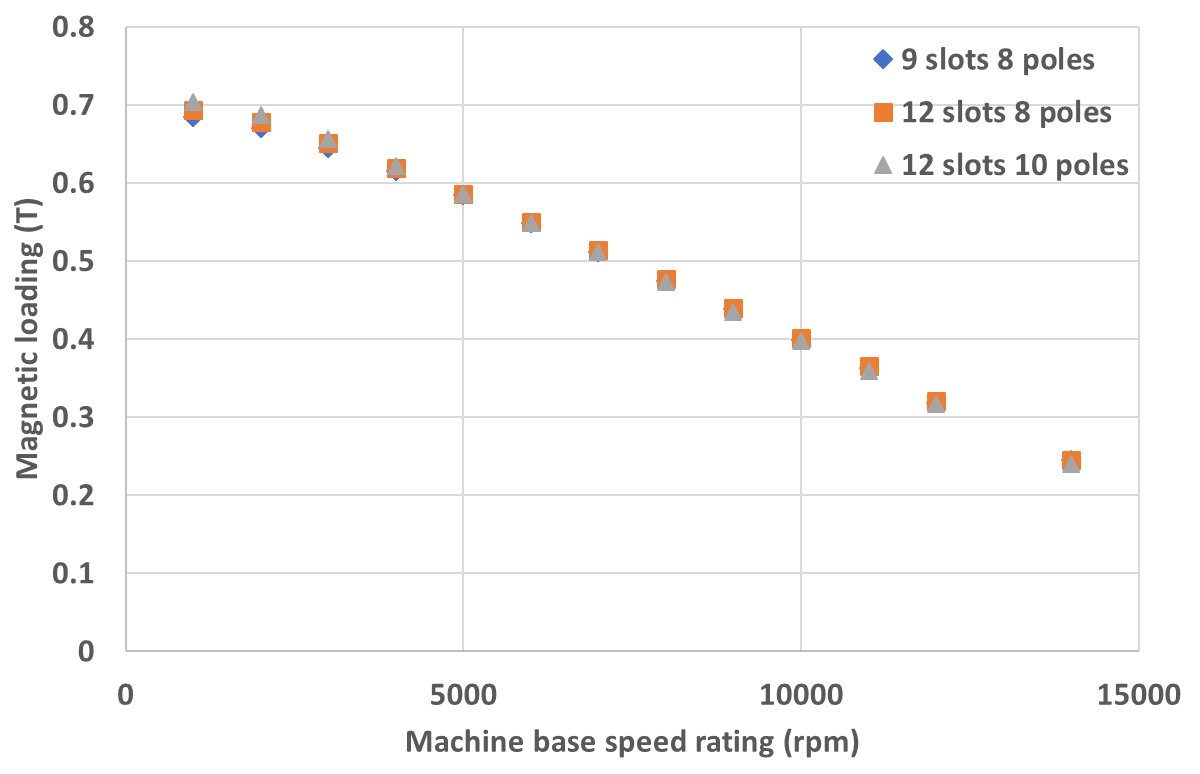 0.8
0.7
0.6
0.5
0.4
0.3
0.2
0.1
0
Magnetic loading (T)
9 slots 8 poles
12 slots 8 poles
12 slots 10 poles
0
5000
10000
15000
Machine base speed rating (rpm)